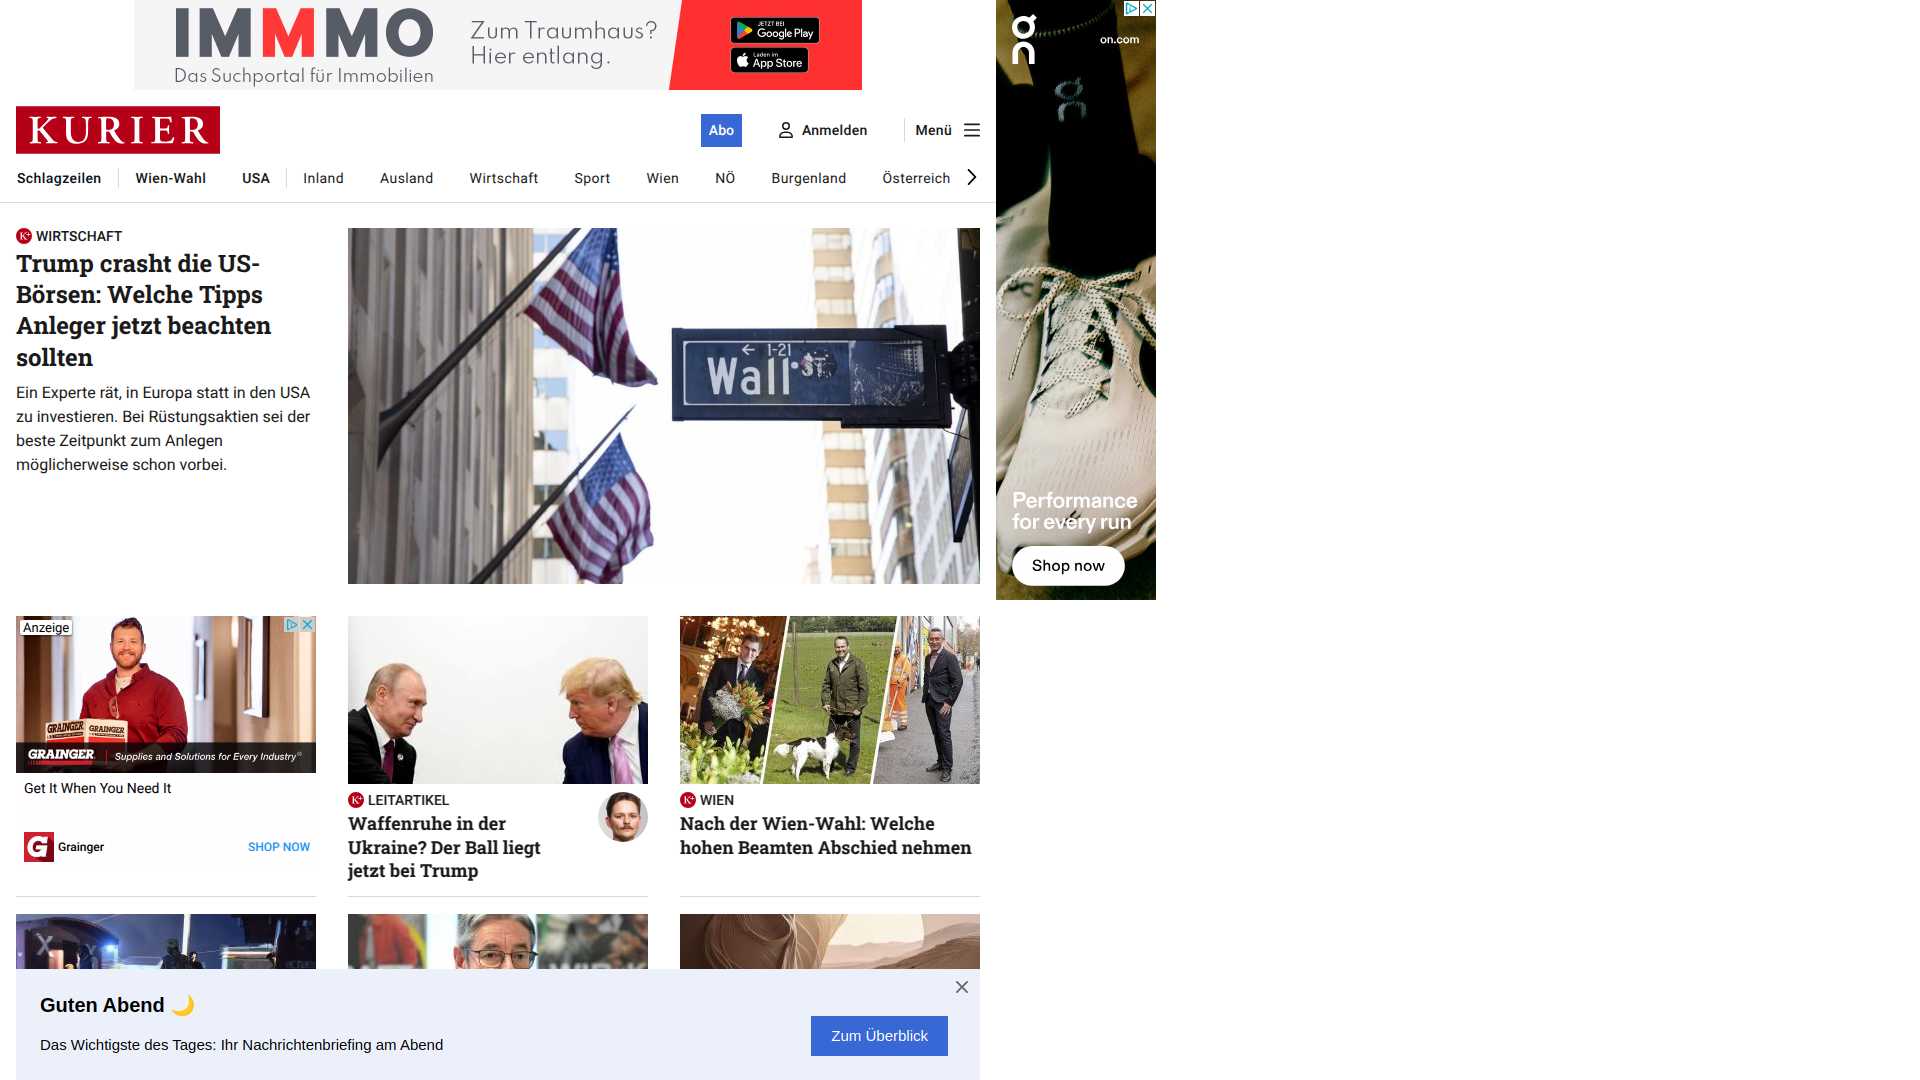 IMMMO
Das Suchportal für Immobilien
Zum Traumhaus?
Hier entlang.
JETZT BEI
Google Play
Laden im
App Store
on.com
KURIER
Abo
Anmelden
Menü
Schlagzeilen
Wien-Wahl
USA
Inland
Ausland
Wirtschaft
Sport
Wien
NÖ
Burgenland
Österreich
K+ WIRTSCHAFT
Trump crasht die US-
Börsen: Welche Tipps
Anleger jetzt beachten
sollten
Ein Experte rät, in Europa statt in den USA
zu investieren. Bei Rüstungsaktien sei der
beste Zeitpunkt zum Anlegen
möglicherweise schon vorbei.
← 1-21
Wall ST
Performance
for every run
Shop now
Anzeige
GRAINGER
GRAINGER
GRAINGER
Supplies and Solutions for Every Industry®
Get It When You Need It
G Grainger
SHOP NOW
K+ LEITARTIKEL
Waffenruhe in der
Ukraine? Der Ball liegt
jetzt bei Trump
K+ WIEN
Nach der Wien-Wahl: Welche
hohen Beamten Abschied nehmen
Guten Abend 🌙
Das Wichtigste des Tages: Ihr Nachrichtenbriefing am Abend
Zum Überblick